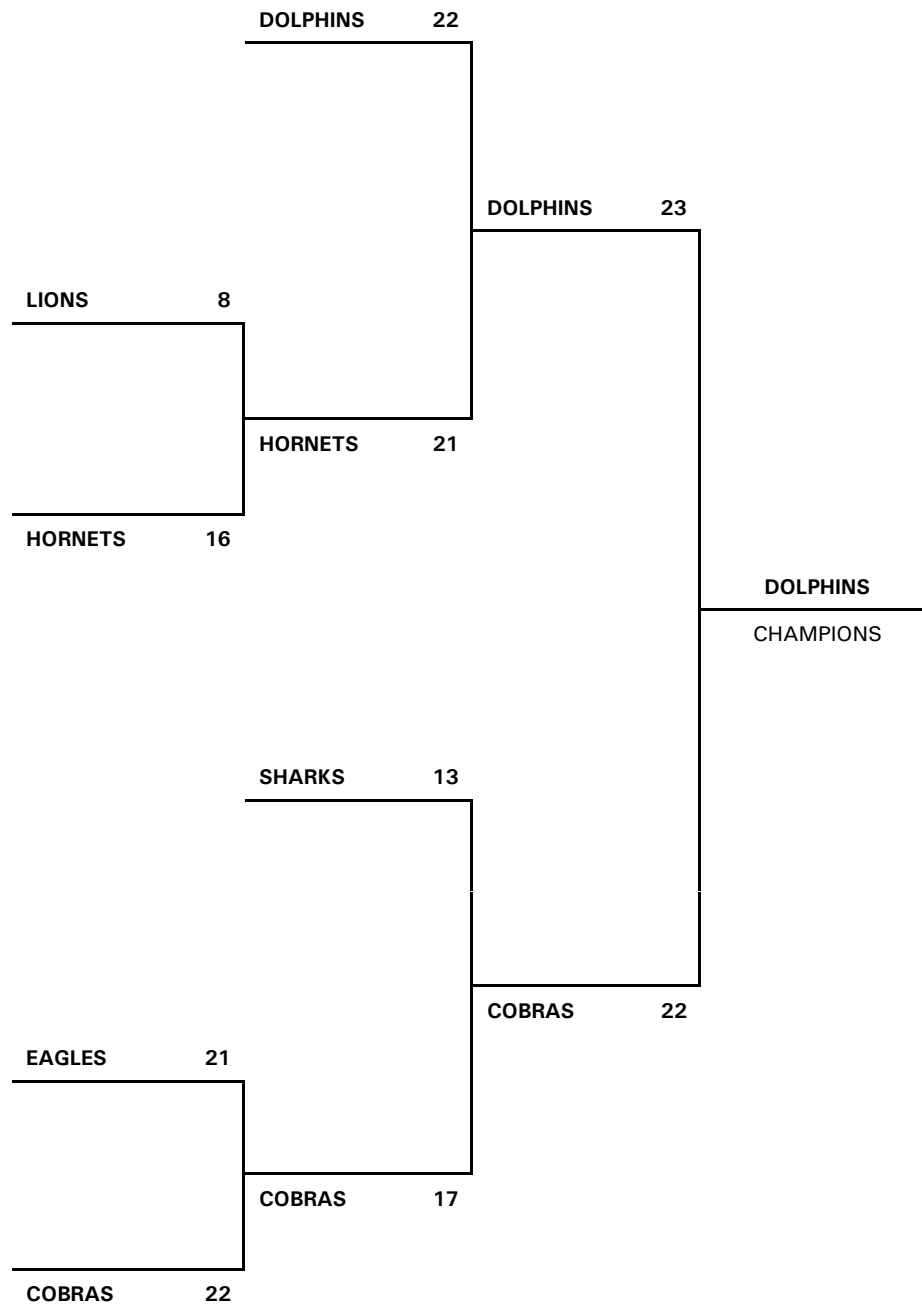 DOLPHINS 22
DOLPHINS 23
LIONS 8
HORNETS 21
HORNETS 16
DOLPHINS
CHAMPIONS
SHARKS 13
COBRAS 22
EAGLES 21
COBRAS 17
COBRAS 22